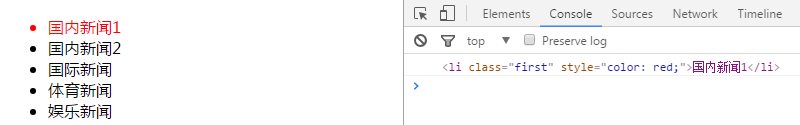 国内新闻1
国内新闻2
国际新闻
体育新闻
娱乐新闻
Elements Console Sources Network Timeline
top Preserve log
<li class="first" style="color: red;">国内新闻1</li>